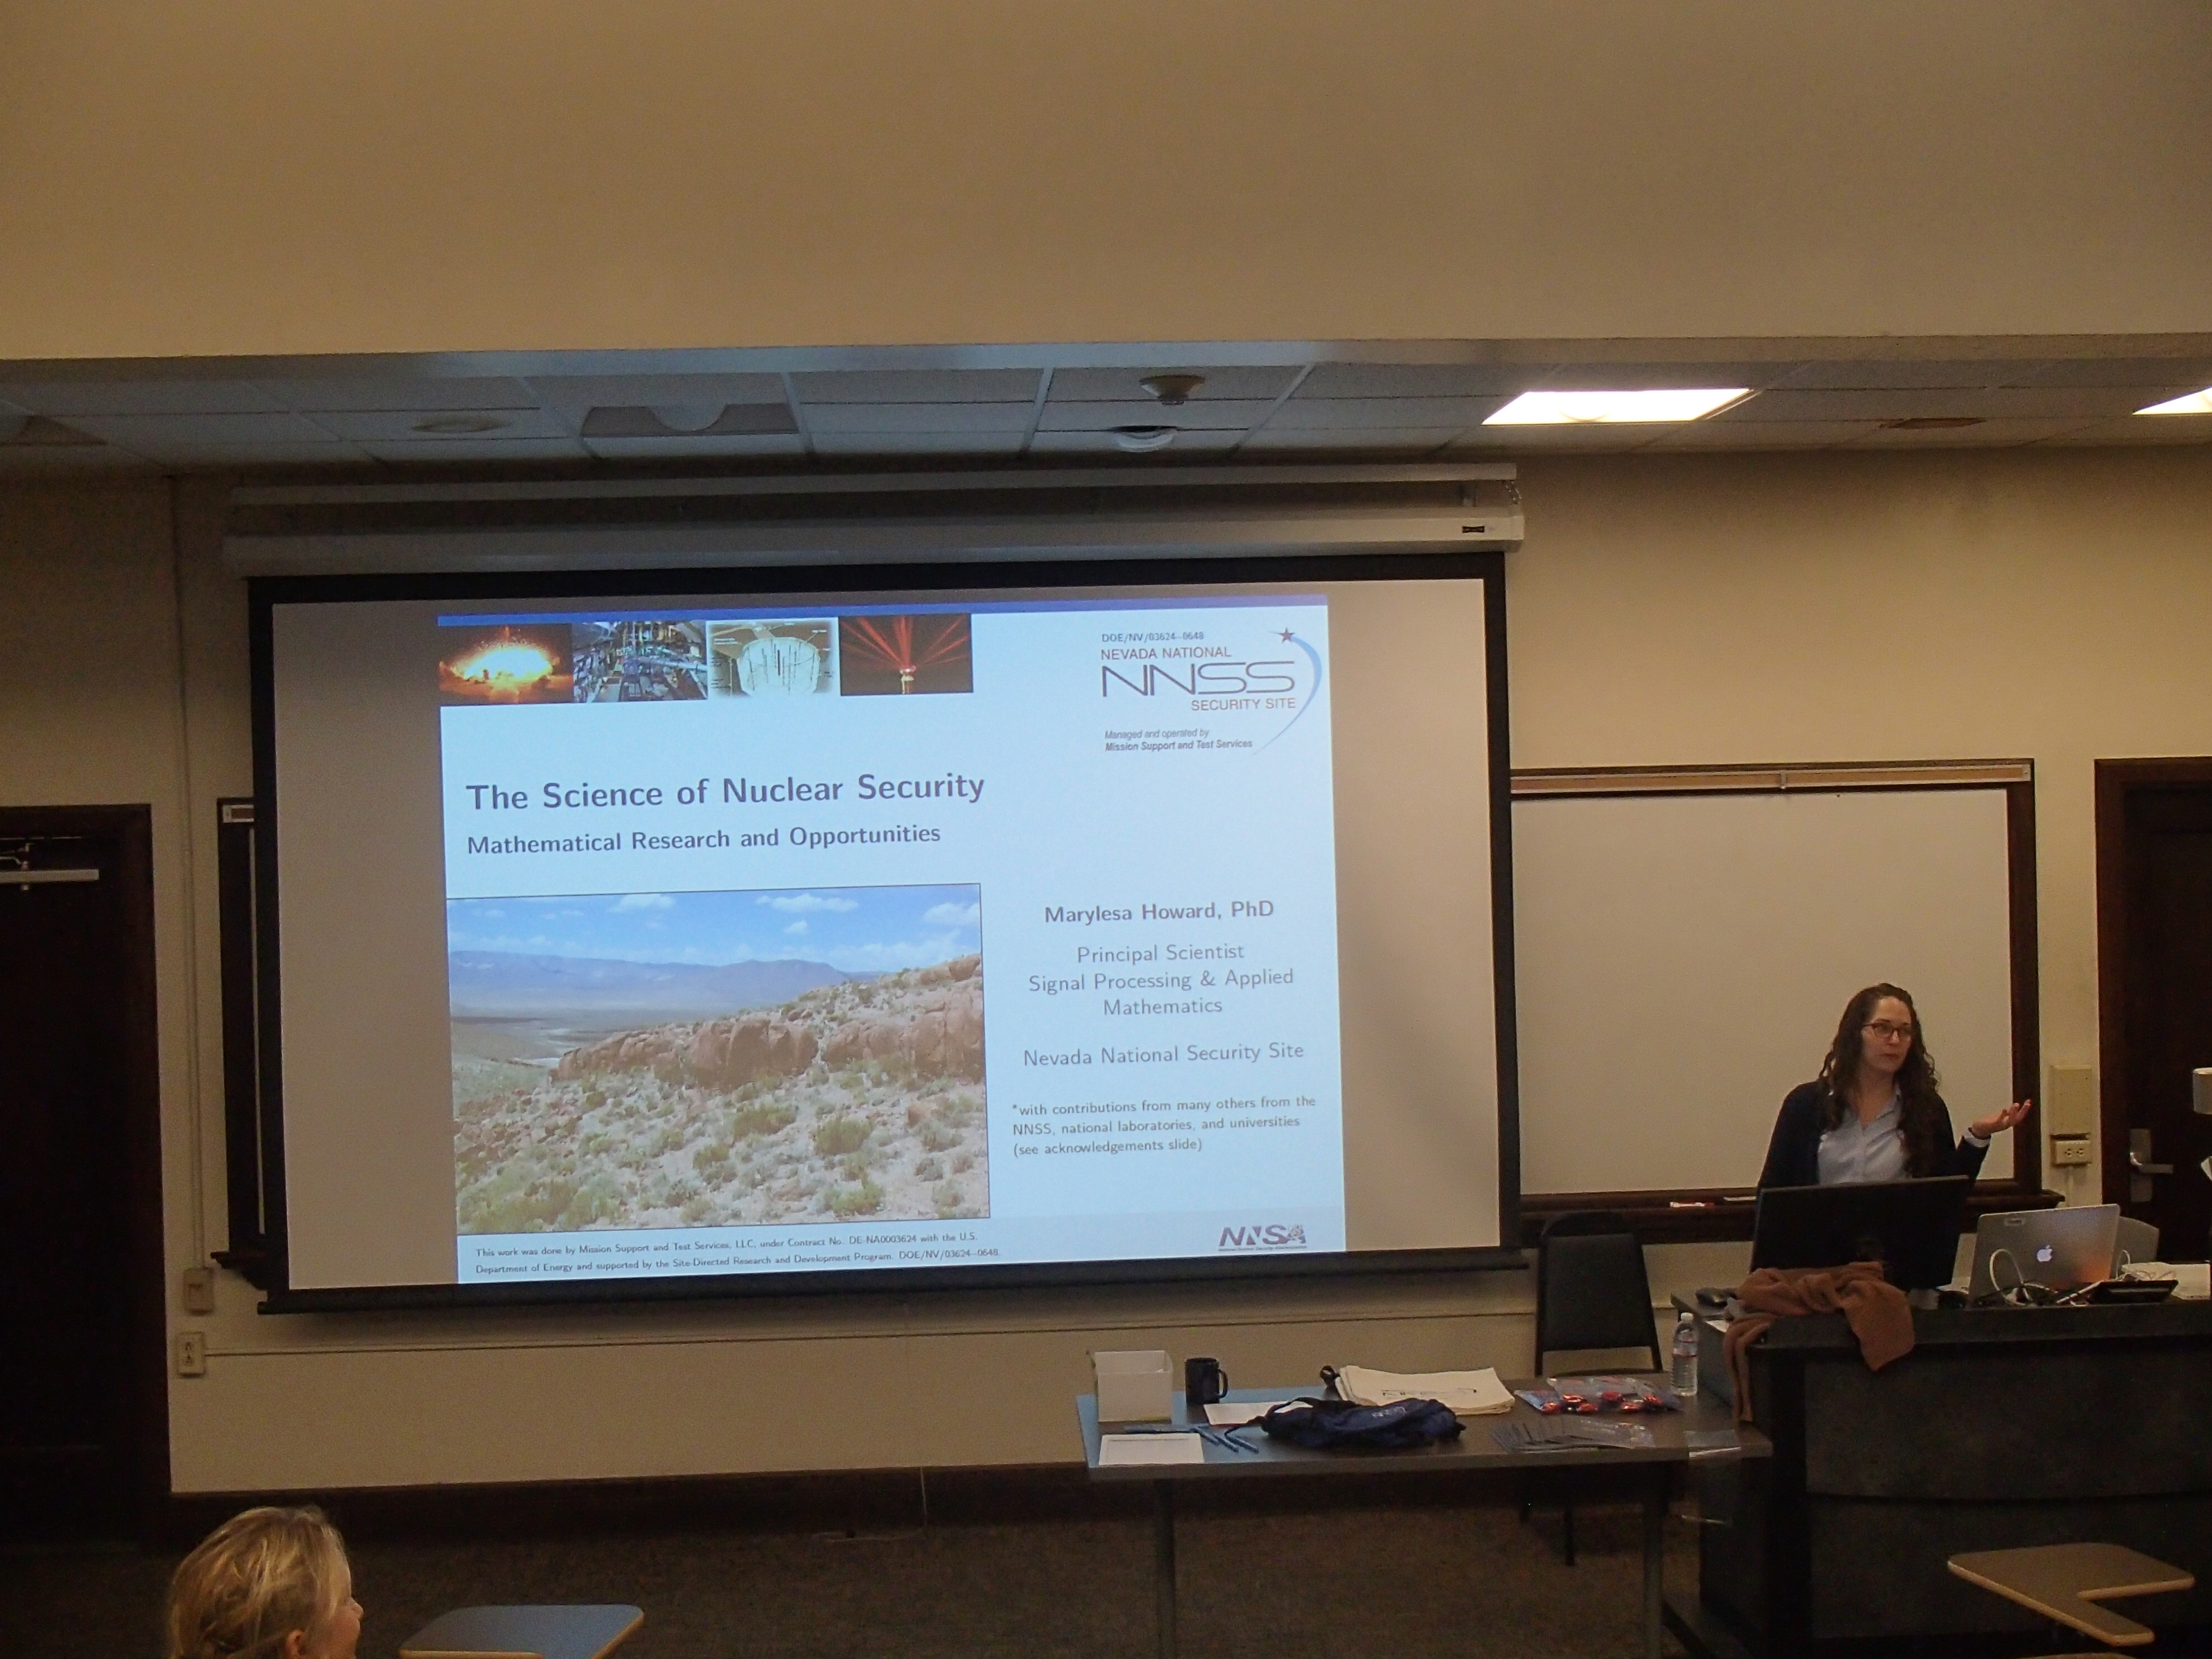 DOE/NV/03624--0648
NEVADA NATIONAL
NNSS
SECURITY SITE
Managed and operated by
Mission Support and Test Services
The Science of Nuclear Security
Mathematical Research and Opportunities
Marylesa Howard, PhD
Principal Scientist
Signal Processing & Applied
Mathematics
Nevada National Security Site
*with contributions from many others from the
NNSS, national laboratories, and universities
(see acknowledgements slide)
This work was done by Mission Support and Test Services, LLC, under Contract No. DE-NA0003624 with the U.S.
Department of Energy and supported by the Site-Directed Research and Development Program. DOE/NV/03624--0648.
NNSA